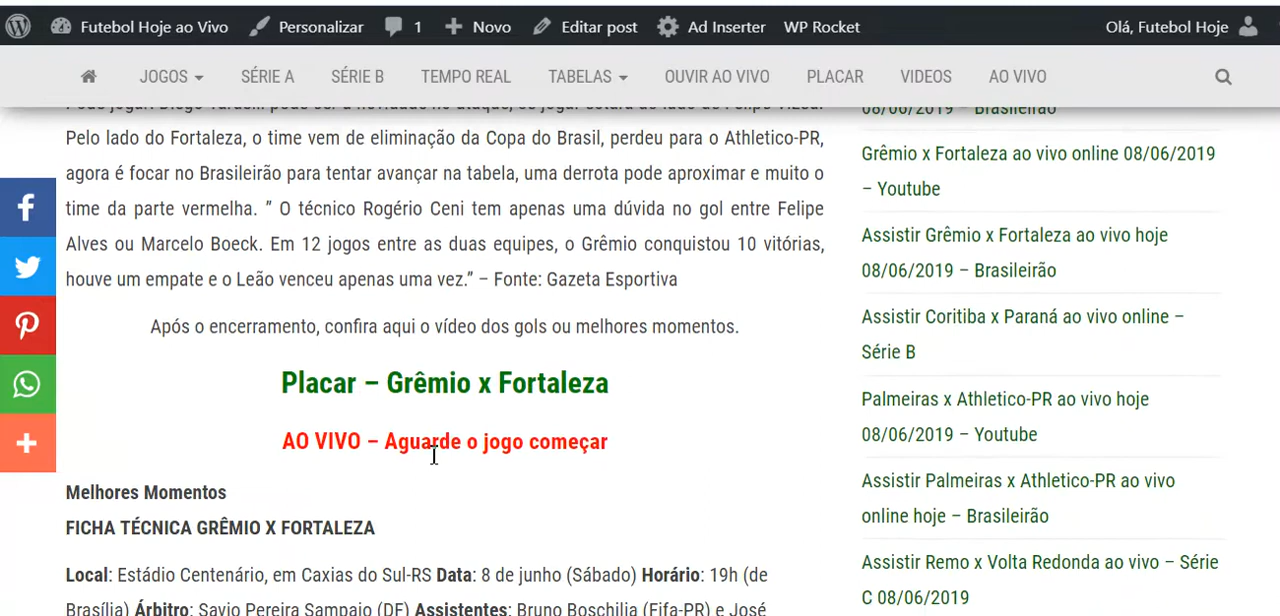 Futebol Hoje ao Vivo Personalizar 1 Novo Editar post Ad Inserter WP Rocket Olá, Futebol Hoje
JOGOS SÉRIE A SÉRIE B TEMPO REAL TABELAS OUVIR AO VIVO PLACAR VIDEOS AO VIVO
Pelo lado do Fortaleza, o time vem de eliminação da Copa do Brasil, perdeu para o Athletico-PR,
agora é focar no Brasileirão para tentar avançar na tabela, uma derrota pode aproximar e muito o
time da parte vermelha. ” O técnico Rogério Ceni tem apenas uma dúvida no gol entre Felipe
Alves ou Marcelo Boeck. Em 12 jogos entre as duas equipes, o Grêmio conquistou 10 vitórias,
houve um empate e o Leão venceu apenas uma vez.” – Fonte: Gazeta Esportiva
Após o encerramento, confira aqui o vídeo dos gols ou melhores momentos.
Placar – Grêmio x Fortaleza
AO VIVO – Aguarde o jogo começar
Melhores Momentos
FICHA TÉCNICA GRÊMIO X FORTALEZA
Local: Estádio Centenário, em Caxias do Sul-RS Data: 8 de junho (Sábado) Horário: 19h (de
Brasília) Árbitro: Savio Pereira Sampaio (DF) Assistentes: Bruno Boschilia (Fifa-PR) e José
08/06/2019 – Brasileirão
Grêmio x Fortaleza ao vivo online 08/06/2019
– Youtube
Assistir Grêmio x Fortaleza ao vivo hoje
08/06/2019 – Brasileirão
Assistir Coritiba x Paraná ao vivo online –
Série B
Palmeiras x Athletico-PR ao vivo hoje
08/06/2019 – Youtube
Assistir Palmeiras x Athletico-PR ao vivo
online hoje – Brasileirão
Assistir Remo x Volta Redonda ao vivo – Série
C 08/06/2019